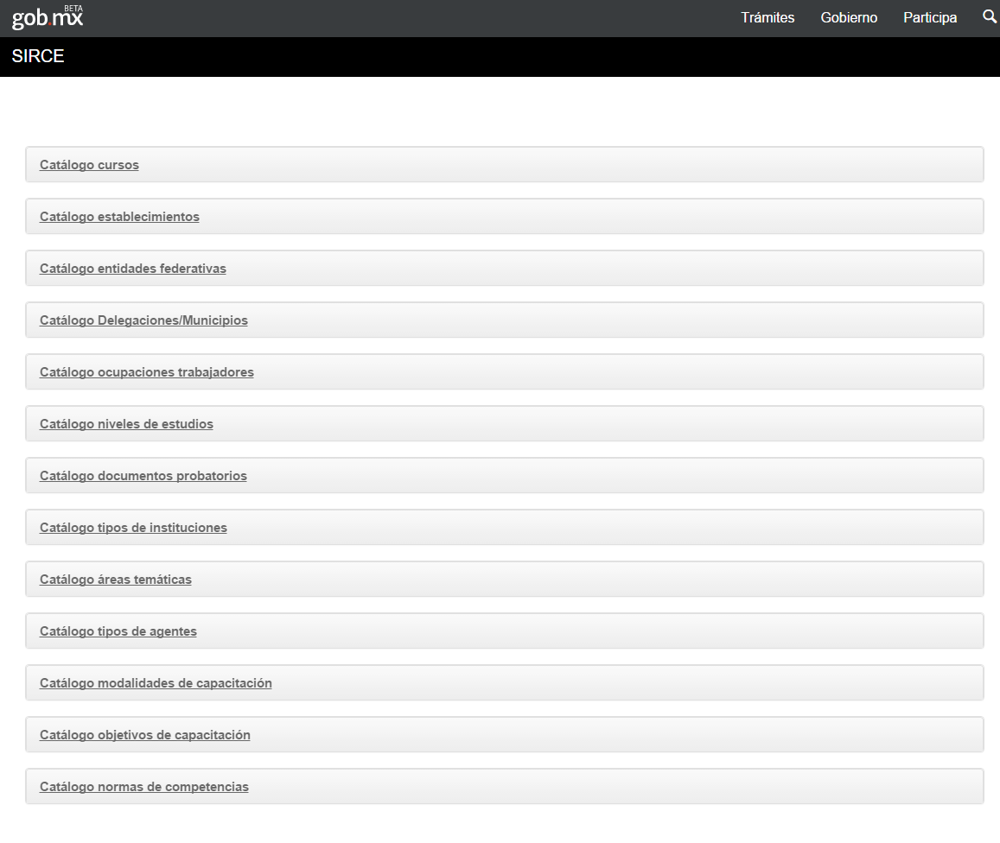 gob.mx BETA
Trámites Gobierno Participa
SIRCE
Catálogo cursos
Catálogo establecimientos
Catálogo entidades federativas
Catálogo Delegaciones/Municipios
Catálogo ocupaciones trabajadores
Catálogo niveles de estudios
Catálogo documentos probatorios
Catálogo tipos de instituciones
Catálogo áreas temáticas
Catálogo tipos de agentes
Catálogo modalidades de capacitación
Catálogo objetivos de capacitación
Catálogo normas de competencias